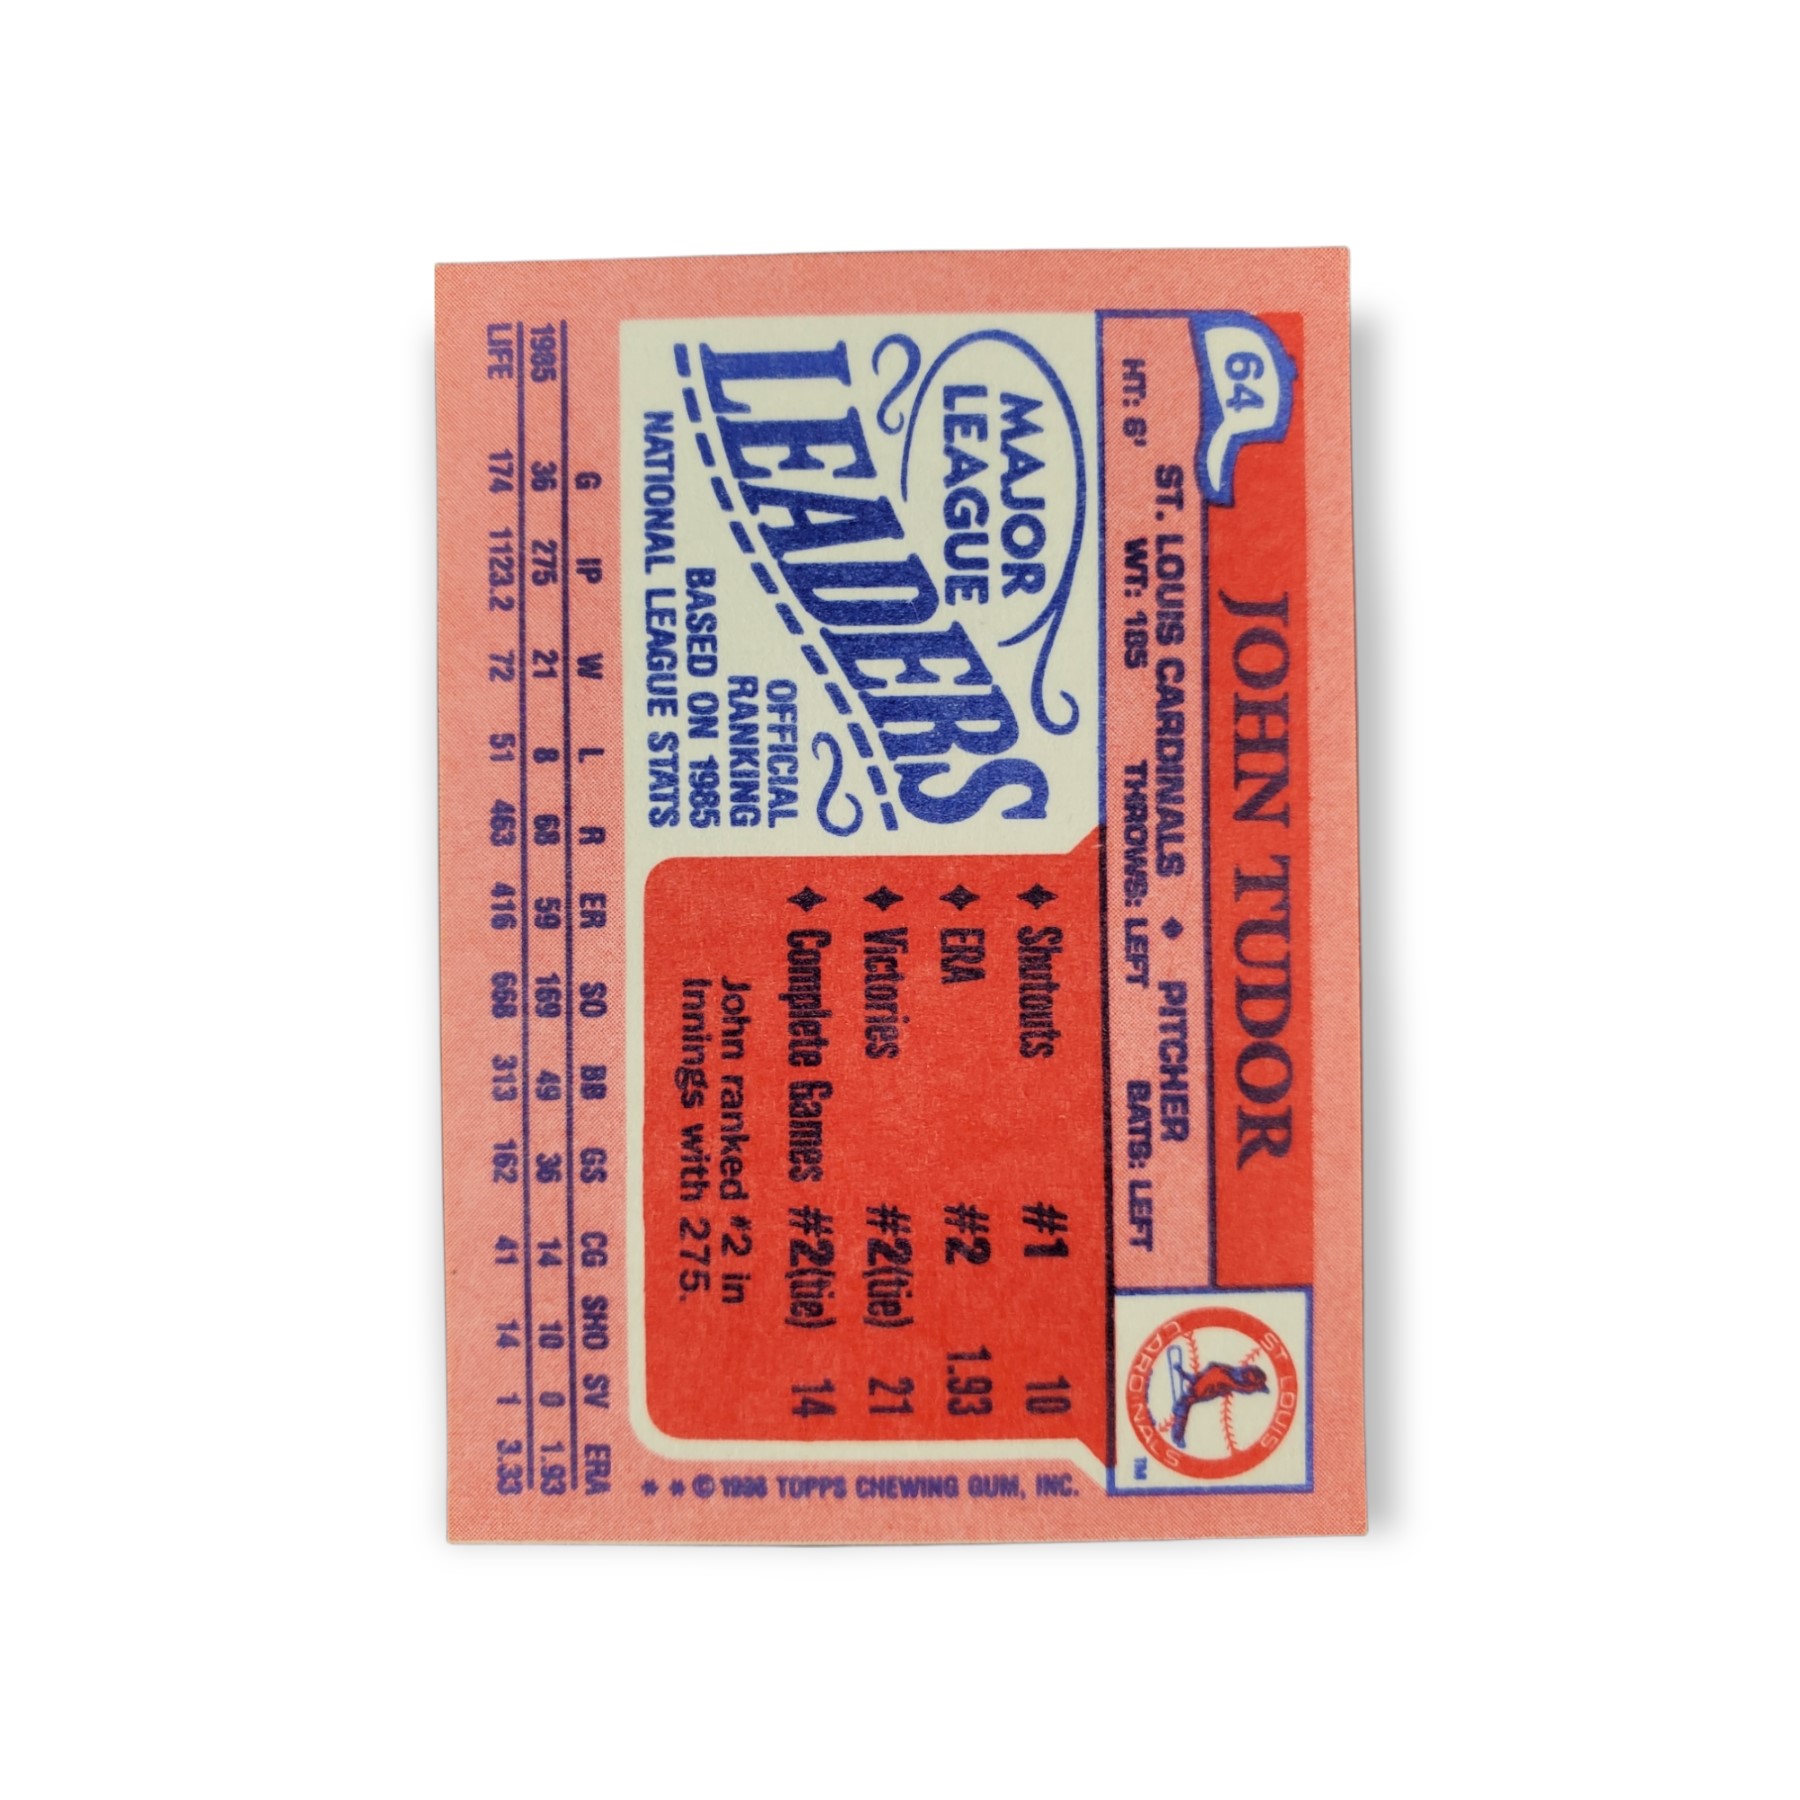 64
JOHN TUDOR
ST. LOUIS CARDINALS ♦ PITCHER
HT: 6' WT: 185 THROWS: LEFT BATS: LEFT
ST LOUIS
CARDINALS
TM
MAJOR
LEAGUE
LEADERS
OFFICIAL
RANKING
BASED ON 1985
NATIONAL LEAGUE STATS
Shutouts #1 10
ERA #2 1.93
Victories #2(tie) 21
Complete Games #2(tie) 14
John ranked #2 in
Innings with 275.
* * © 1986 TOPPS CHEWING GUM, INC.
G IP W L R ER SO BB GS CG SHO SV ERA
1985 36 275 21 8 68 59 169 49 36 14 10 0 1.93
LIFE 174 1123.2 72 51 463 416 668 313 162 41 14 1 3.33